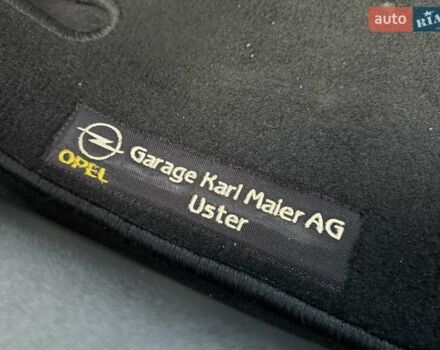 auto RIA
Garage Karl Maier AG
OPEL
Uster